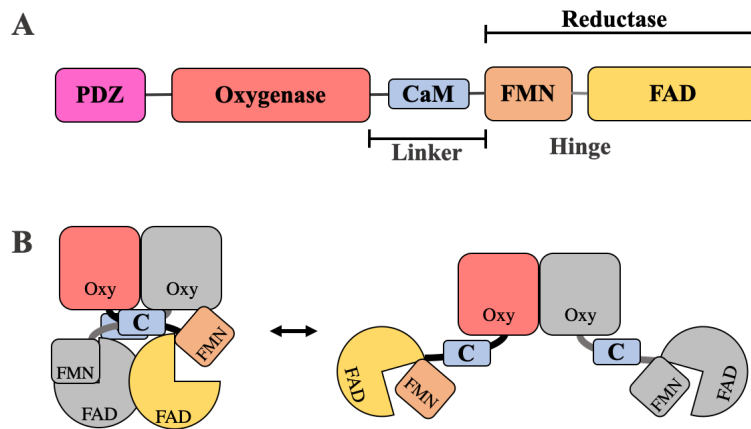 A
Reductase
PDZ
Oxygenase
CaM
FMN
FAD
Linker
Hinge
B
Oxy
Oxy
C
FMN
FMN
FAD
FAD
Oxy
Oxy
C
C
FAD
FMN
FMN
FAD